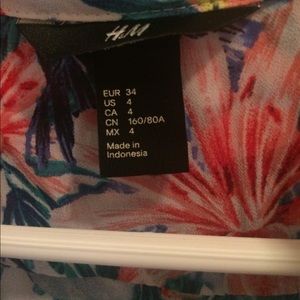 H&M
EUR 34
US 4
CA 4
CN 160/80A
MX 4
Made in
Indonesia